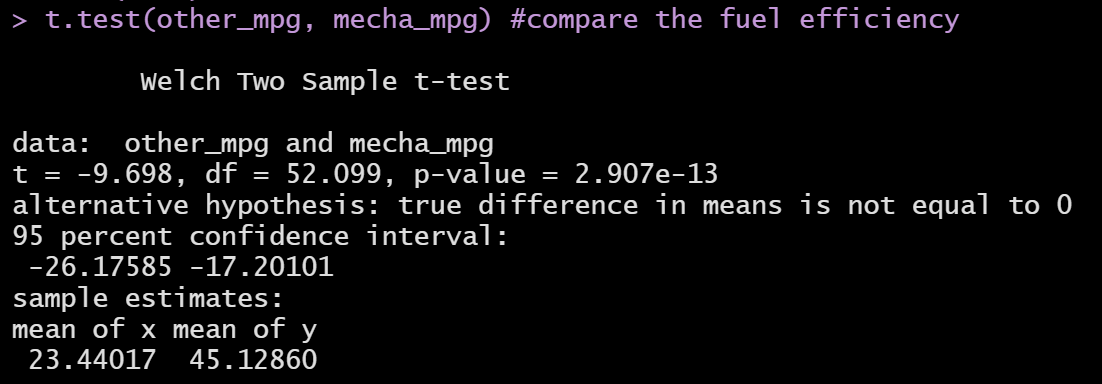 > t.test(other_mpg, mecha_mpg) #compare the fuel efficiency
Welch Two Sample t-test
data:  other_mpg and mecha_mpg
t = -9.698, df = 52.099, p-value = 2.907e-13
alternative hypothesis: true difference in means is not equal to 0
95 percent confidence interval:
-26.17585 -17.20101
sample estimates:
mean of x mean of y
23.44017  45.12860